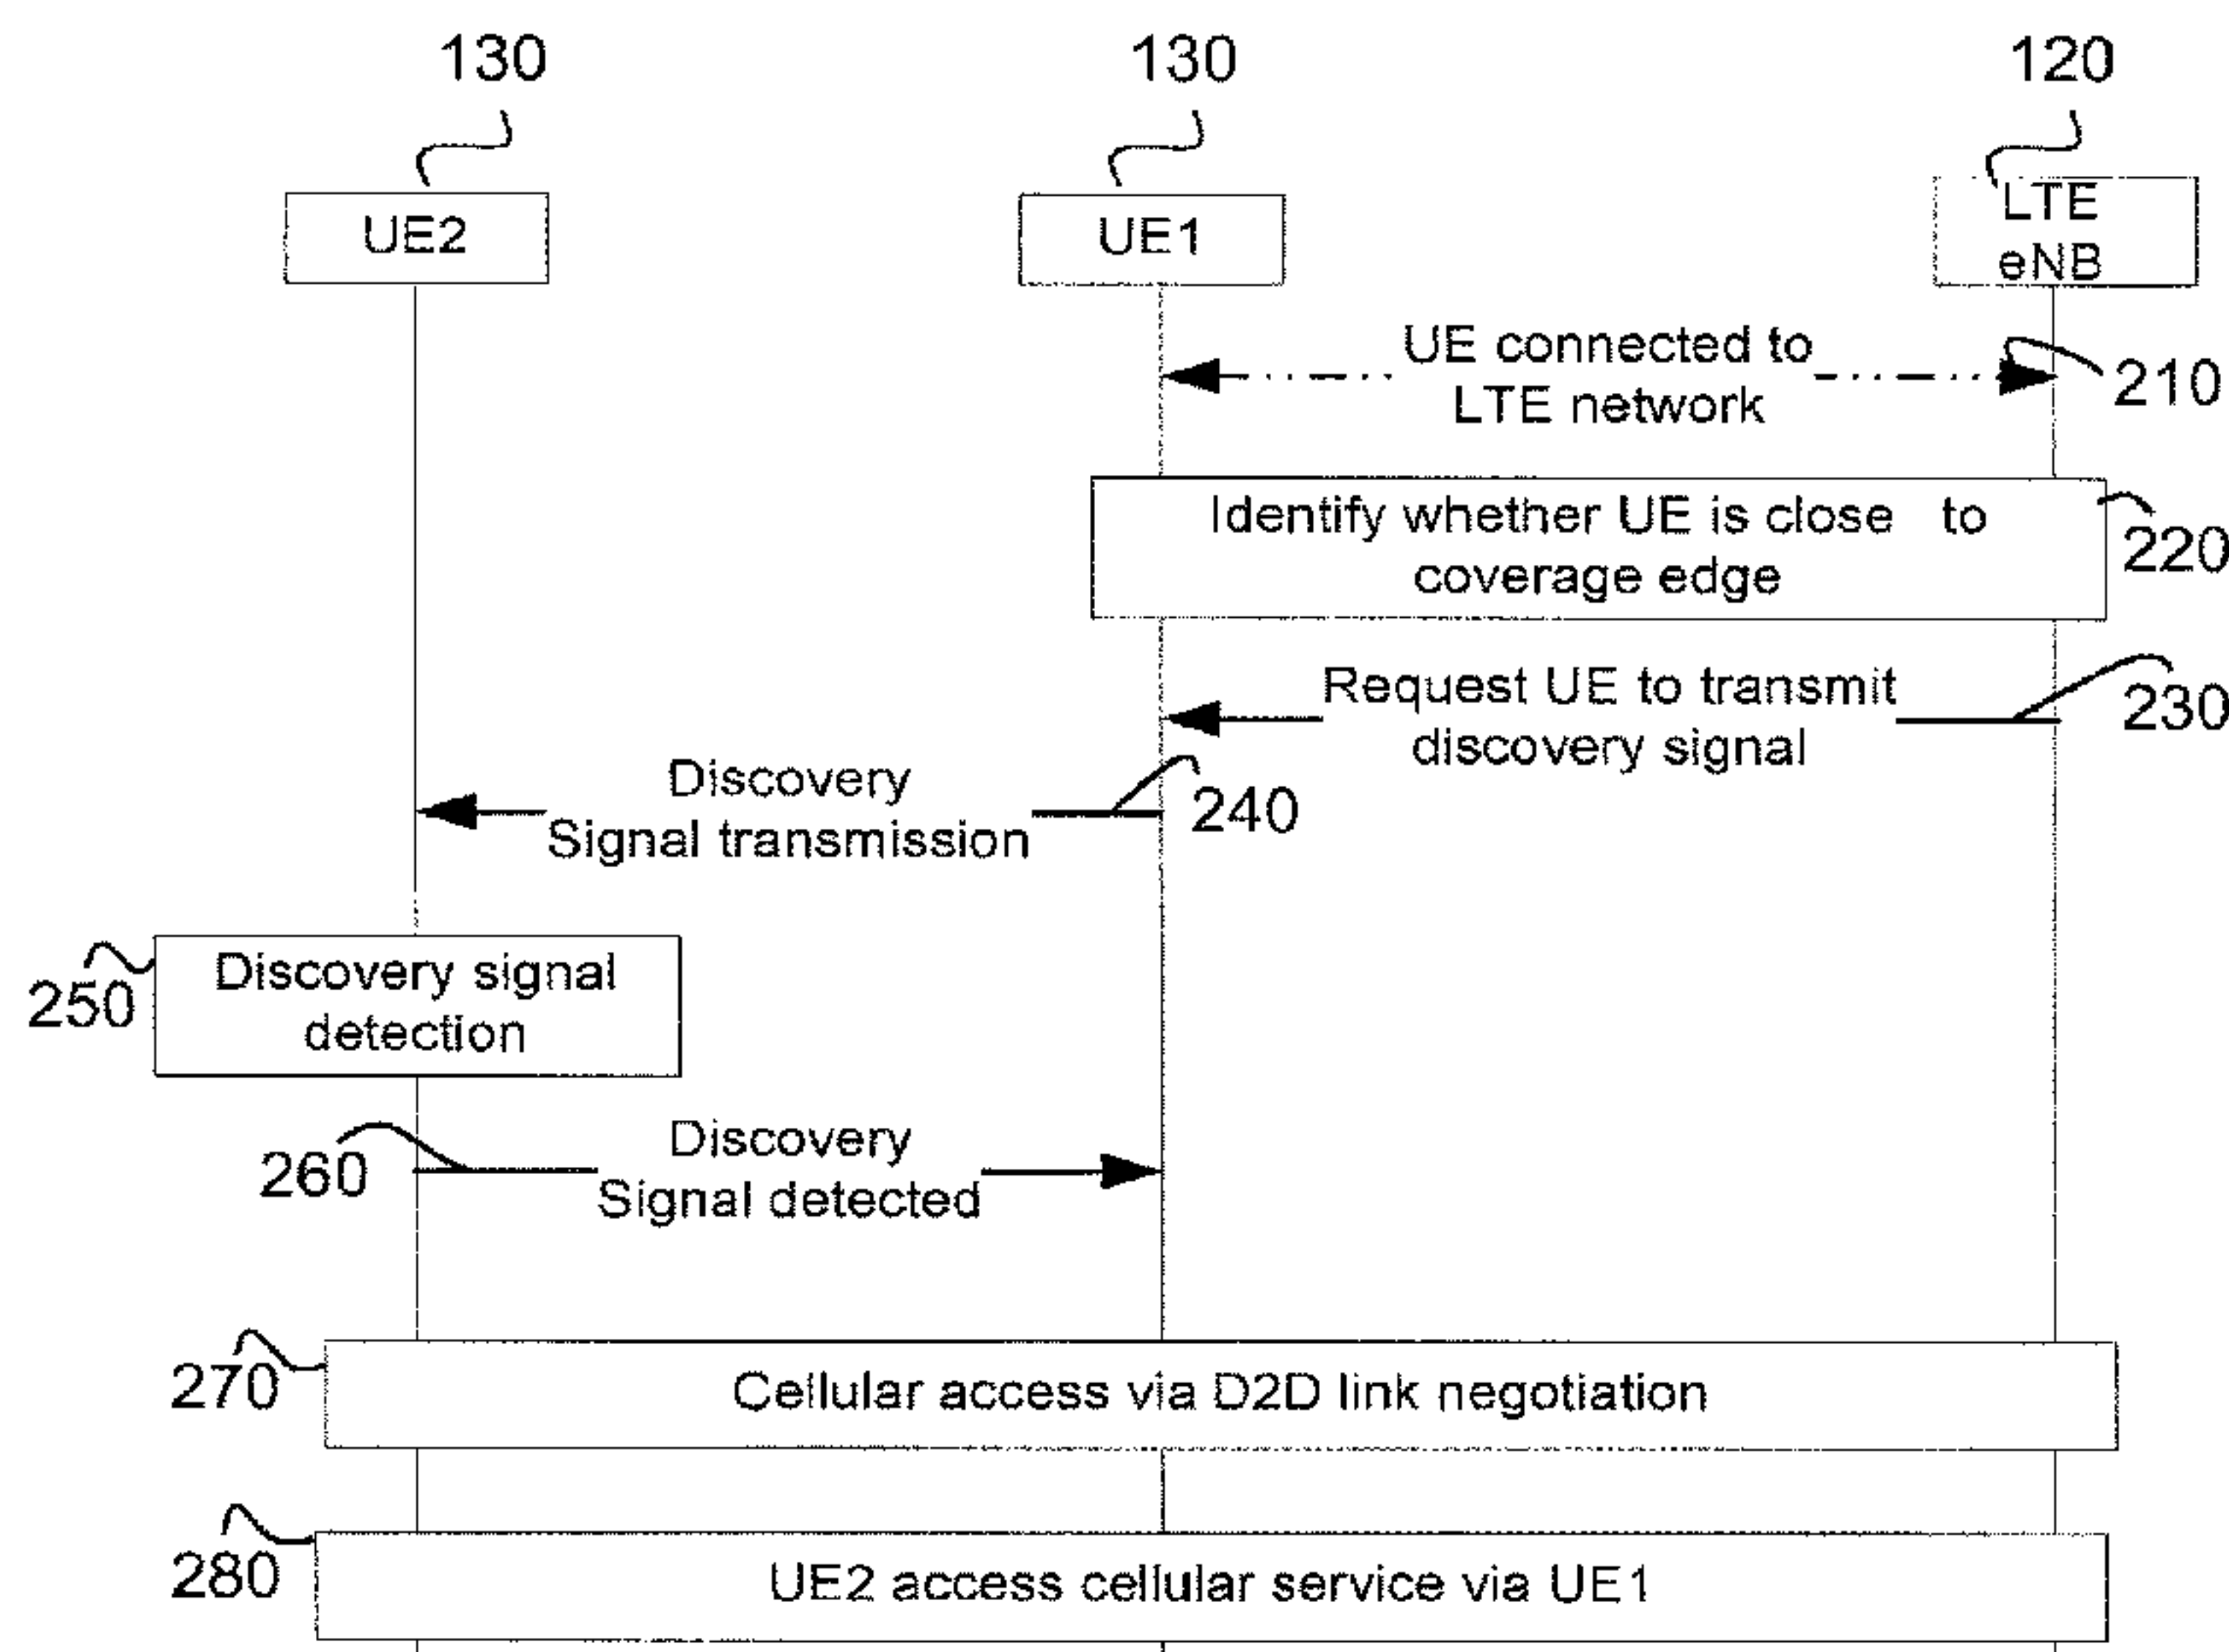 130
130
120
UE2
UE1
LTE
eNB
UE connected to
LTE network
210
Identify whether UE is close to
coverage edge
220
Request UE to transmit
discovery signal
230
Discovery
Signal transmission
240
Discovery signal
detection
250
Discovery
Signal detected
260
270
Cellular access via D2D link negotiation
280
UE2 access cellular service via UE1